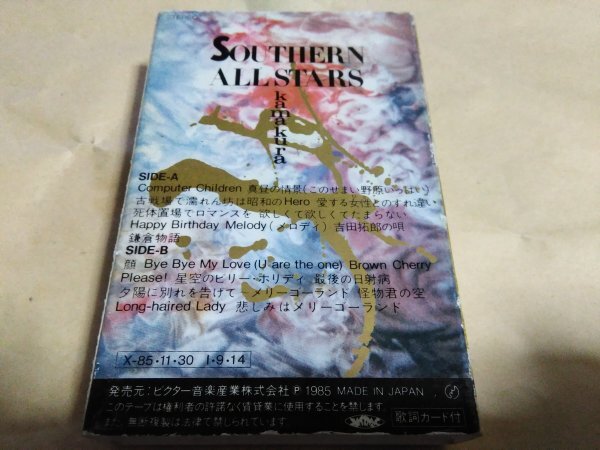 STEREO
SOUTHERN
ALL STARS
kamakura
SIDE-A
Computer Children 真昼の情景(このせまい野原いっぱい)
古戦場で濡れん坊は昭和のHero 愛する女性とのすれ違い
死体置場でロマンスを 欲しくて欲しくてたまらない
Happy Birthday Melody(メロディ) 吉田拓郎の唄
鎌倉物語
SIDE-B
顔 Bye Bye My Love (U are the one) Brown Cherry
Please! 星空のビリー・ホリデイ 最後の日射病
夕陽に別れを告げて〜メリーゴーランド 怪物君の空
Long-haired Lady 悲しみはメリーゴーランド
X-85・11・30 1・9・14
発売元:ビクター音楽産業株式会社 ℗ 1985 MADE IN JAPAN
このテープは権利者の許諾なく賃貸業に使用することを禁じます。
また、無断複製は法律で禁じられています。
歌詞カード付